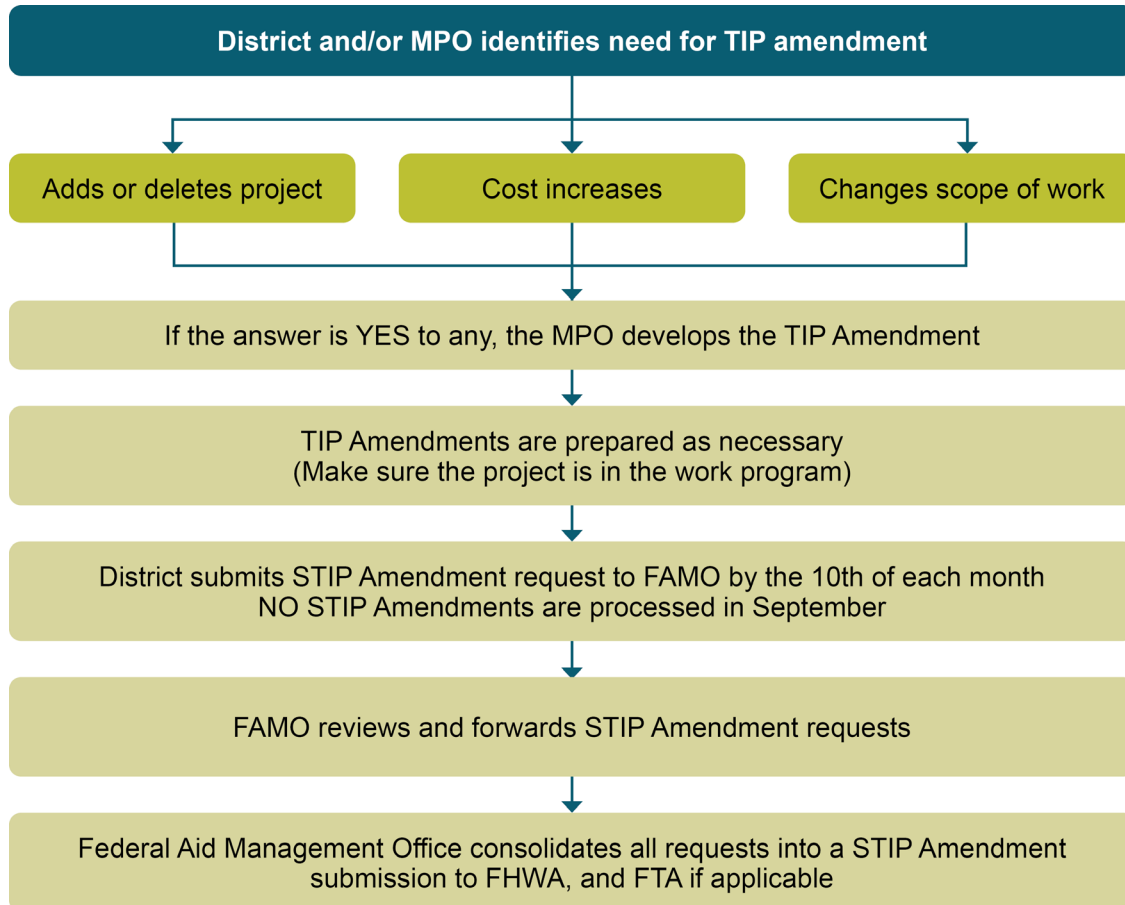 District and/or MPO identifies need for TIP amendment
Adds or deletes project
Cost increases
Changes scope of work
If the answer is YES to any, the MPO develops the TIP Amendment
TIP Amendments are prepared as necessary
(Make sure the project is in the work program)
District submits STIP Amendment request to FAMO by the 10th of each month
NO STIP Amendments are processed in September
FAMO reviews and forwards STIP Amendment requests
Federal Aid Management Office consolidates all requests into a STIP Amendment
submission to FHWA, and FTA if applicable